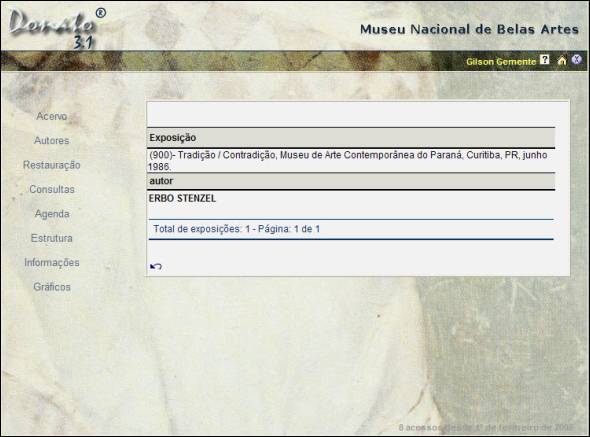 Donato ®
3.1
Museu Nacional de Belas Artes
Gilson Gemente ? X
Acervo
Autores
Restauração
Consultas
Agenda
Estrutura
Informações
Gráficos
Exposição
(900)- Tradição / Contradição, Museu de Arte Contemporânea do Paraná, Curitiba, PR, junho
1986.
autor
ERBO STENZEL
Total de exposições: 1 - Página: 1 de 1
8 acessos desde 1º de fevereiro de